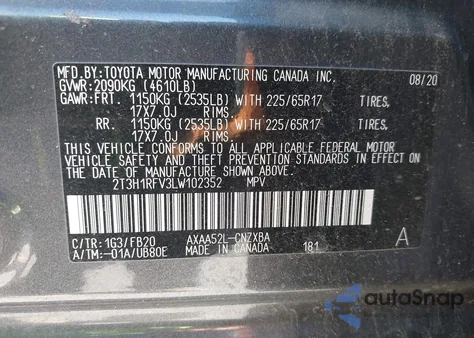 MFD.BY:TOYOTA MOTOR MANUFACTURING CANADA INC. 08/20
GVWR:2090KG (4610LB)
GAWR:FRT. 1150KG (2535LB) WITH 225/65R17 TIRES.
17X7.0J RIMS.
RR. 1150KG (2535LB) WITH 225/65R17 TIRES.
17X7.0J RIMS.
THIS VEHICLE CONFORMS TO ALL APPLICABLE FEDERAL MOTOR
VEHICLE SAFETY AND THEFT PREVENTION STANDARDS IN EFFECT ON
THE DATE OF MANUFACTURE SHOWN ABOVE.
2T3H1RFV3LW102352 MPV
C/TR:1G3/FB20 AXAA52L-CNZXBA
A/TM:-01A/UB80E MADE IN CANADA 181 A
autoSnap